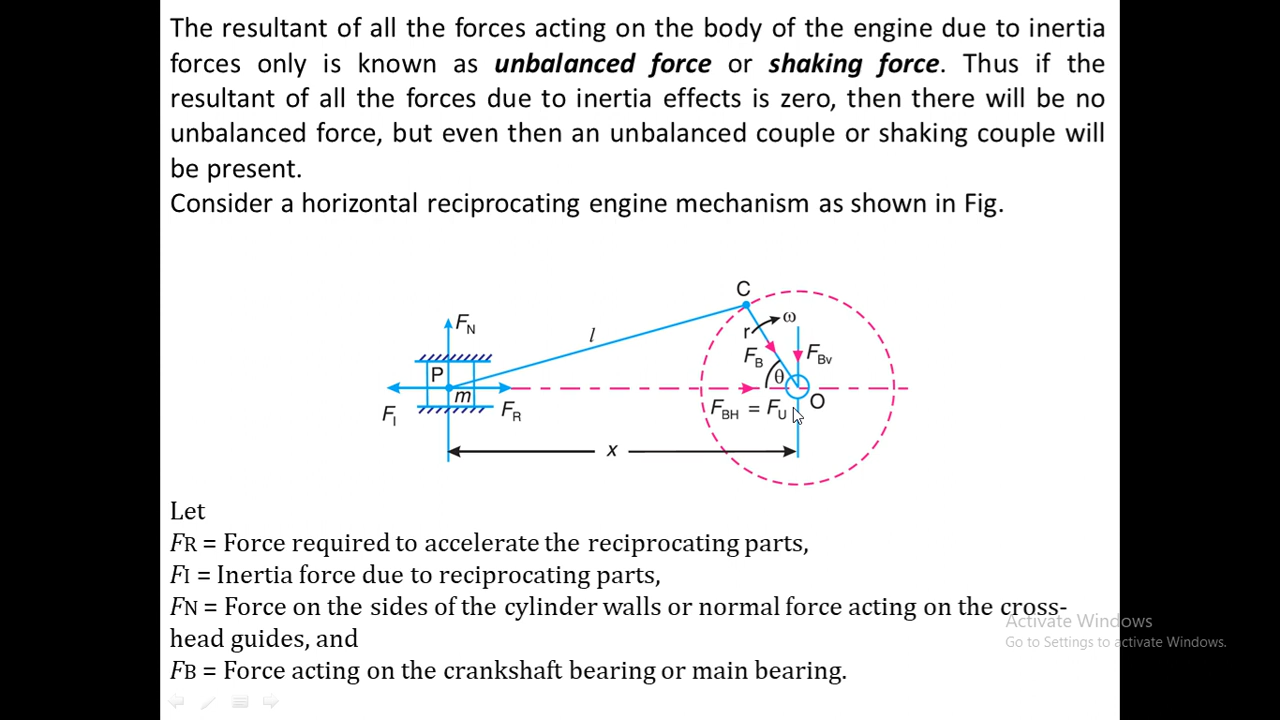 The resultant of all the forces acting on the body of the engine due to inertia
forces only is known as unbalanced force or shaking force. Thus if the
resultant of all the forces due to inertia effects is zero, then there will be no
unbalanced force, but even then an unbalanced couple or shaking couple will
be present.
Consider a horizontal reciprocating engine mechanism as shown in Fig.
C
FN
l
r
ω
FB
FBv
P
θ
m
FI
FR
FBH = FU
O
x
Let
FR = Force required to accelerate the reciprocating parts,
FI = Inertia force due to reciprocating parts,
FN = Force on the sides of the cylinder walls or normal force acting on the cross-
head guides, and
FB = Force acting on the crankshaft bearing or main bearing.
Activate Windows
Go to Settings to activate Windows.